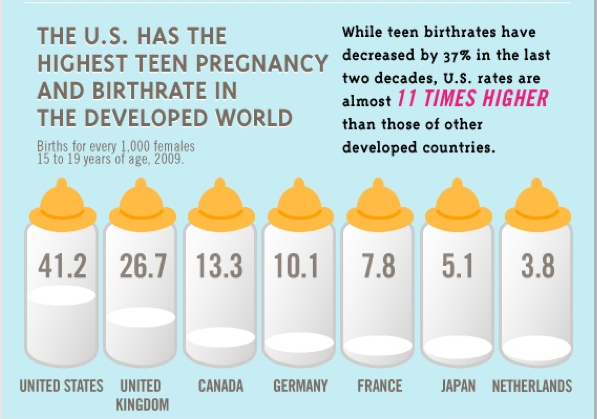 THE U.S. HAS THE
HIGHEST TEEN PREGNANCY
AND BIRTHRATE IN
THE DEVELOPED WORLD
Births for every 1,000 females
15 to 19 years of age, 2009.
While teen birthrates have
decreased by 37% in the last
two decades, U.S. rates are
almost 11 TIMES HIGHER
than those of other
developed countries.
41.2
26.7
13.3
10.1
7.8
5.1
3.8
UNITED STATES
UNITED
KINGDOM
CANADA
GERMANY
FRANCE
JAPAN
NETHERLANDS